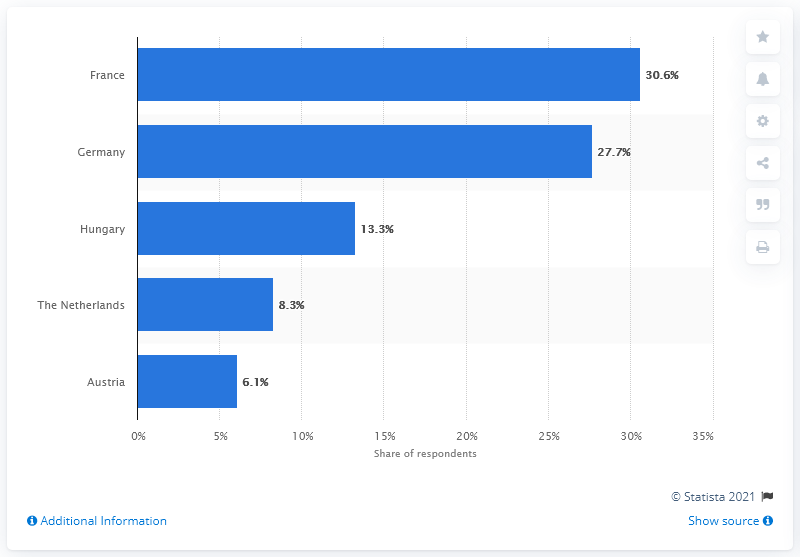 France 30.6%
Germany 27.7%
Hungary 13.3%
The Netherlands 8.3%
Austria 6.1%
0% 5% 10% 15% 20% 25% 30% 35%
Share of respondents
© Statista 2021
Additional Information Show source